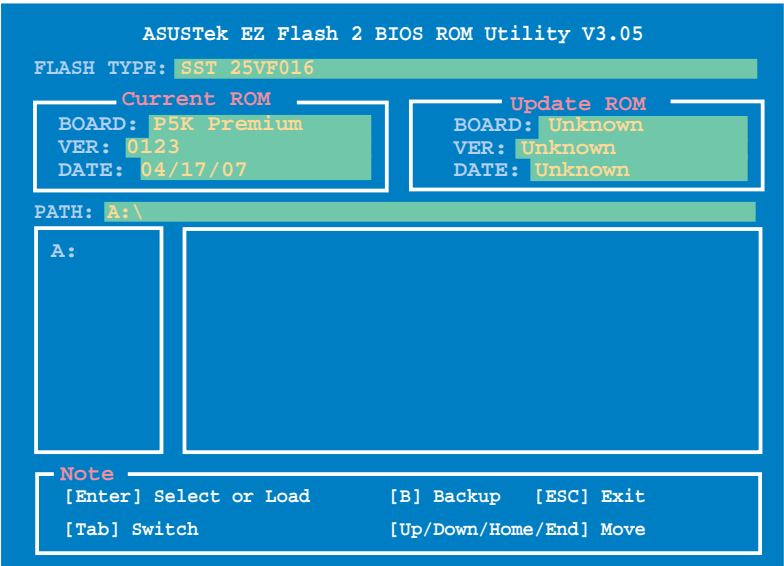 ASUSTek EZ Flash 2 BIOS ROM Utility V3.05
FLASH TYPE: SST 25VF016
Current ROM
BOARD: P5K Premium
VER: 0123
DATE: 04/17/07
Update ROM
BOARD: Unknown
VER: Unknown
DATE: Unknown
PATH: A:\
A:
Note
[Enter] Select or Load [B] Backup [ESC] Exit
[Tab] Switch [Up/Down/Home/End] Move